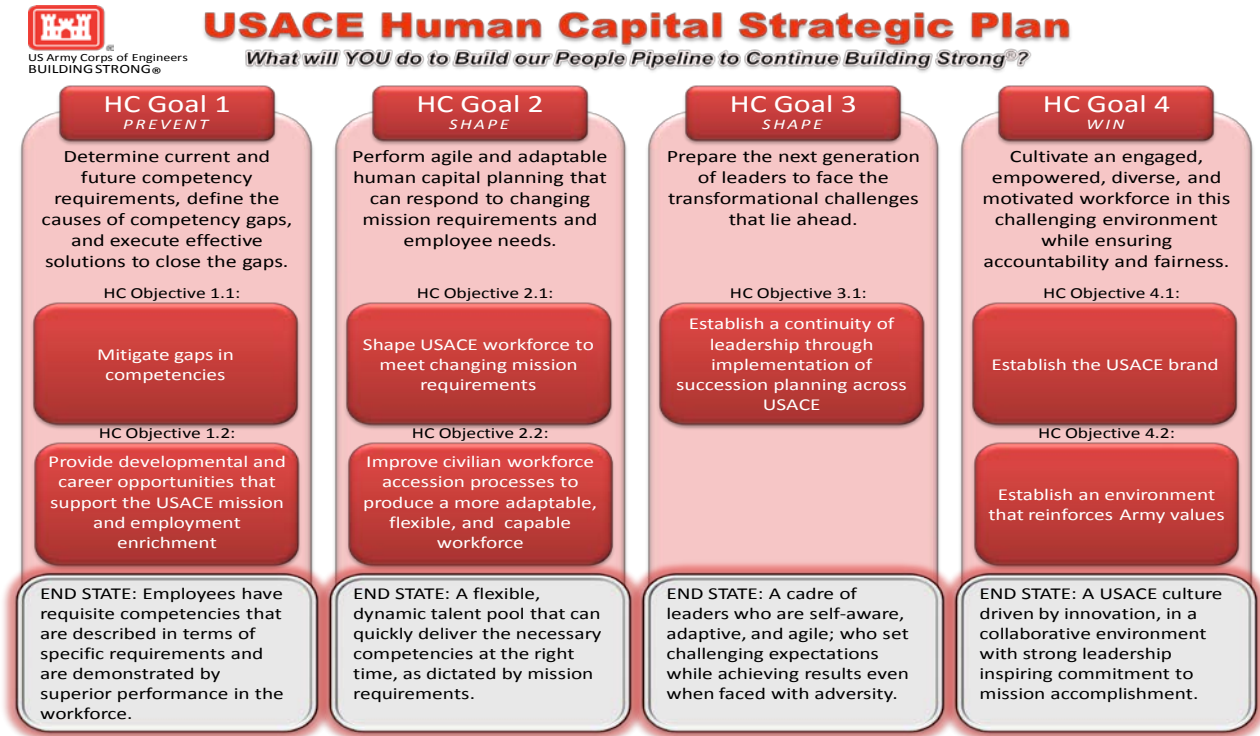 USACE Human Capital Strategic Plan
What will YOU do to Build our People Pipeline to Continue Building Strong®?
®
US Army Corps of Engineers
BUILDING STRONG®
HC Goal 1
PREVENT
Determine current and
future competency
requirements, define the
causes of competency gaps,
and execute effective
solutions to close the gaps.
HC Objective 1.1:
Mitigate gaps in
competencies
HC Objective 1.2:
Provide developmental and
career opportunities that
support the USACE mission
and employment
enrichment
END STATE: Employees have
requisite competencies that
are described in terms of
specific requirements and
are demonstrated by
superior performance in the
workforce.
HC Goal 2
SHAPE
Perform agile and adaptable
human capital planning that
can respond to changing
mission requirements and
employee needs.
HC Objective 2.1:
Shape USACE workforce to
meet changing mission
requirements
HC Objective 2.2:
Improve civilian workforce
accession processes to
produce a more adaptable,
flexible, and capable
workforce
END STATE: A flexible,
dynamic talent pool that can
quickly deliver the necessary
competencies at the right
time, as dictated by mission
requirements.
HC Goal 3
SHAPE
Prepare the next generation
of leaders to face the
transformational challenges
that lie ahead.
HC Objective 3.1:
Establish a continuity of
leadership through
implementation of
succession planning across
USACE
END STATE: A cadre of
leaders who are self-aware,
adaptive, and agile; who set
challenging expectations
while achieving results even
when faced with adversity.
HC Goal 4
WIN
Cultivate an engaged,
empowered, diverse, and
motivated workforce in this
challenging environment
while ensuring
accountability and fairness.
HC Objective 4.1:
Establish the USACE brand
HC Objective 4.2:
Establish an environment
that reinforces Army values
END STATE: A USACE culture
driven by innovation, in a
collaborative environment
with strong leadership
inspiring commitment to
mission accomplishment.